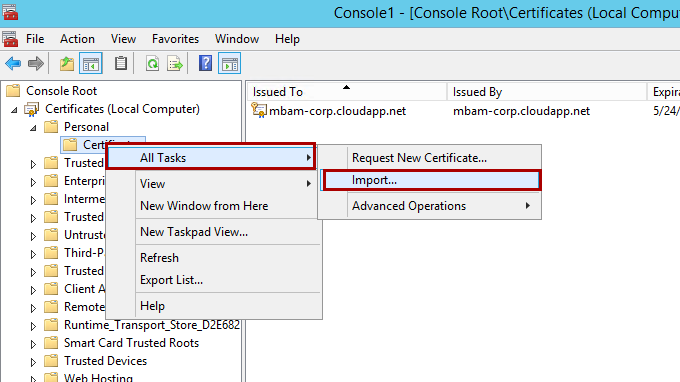 Console1 - [Console Root\Certificates (Local Comput
File Action View Favorites Window Help
Console Root
Certificates (Local Computer)
Personal
Certific
Trusted
Enterpri
Interme
Trusted
Untrust
Third-Pa
Trusted
Client A
Remote
Runtime_Transport_Store_D2E682
Smart Card Trusted Roots
Trusted Devices
Web Hosting
Issued To Issued By Expira
mbam-corp.cloudapp.net mbam-corp.cloudapp.net 5/24/
All Tasks
View
New Window from Here
New Taskpad View...
Refresh
Export List...
Help
Request New Certificate...
Import...
Advanced Operations